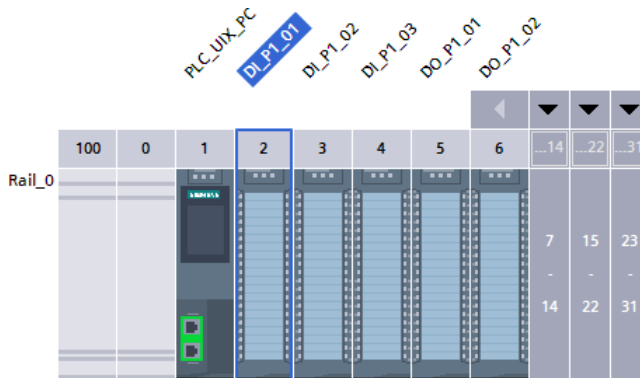 PLC_UIX_PC
DI_P1_01
DI_P1_02
DI_P1_03
DO_P1_01
DO_P1_02
100 0 1 2 3 4 5 6 ...14 ...22 ...31
Rail_0
SIEMENS
7 15 23
- - -
14 22 31